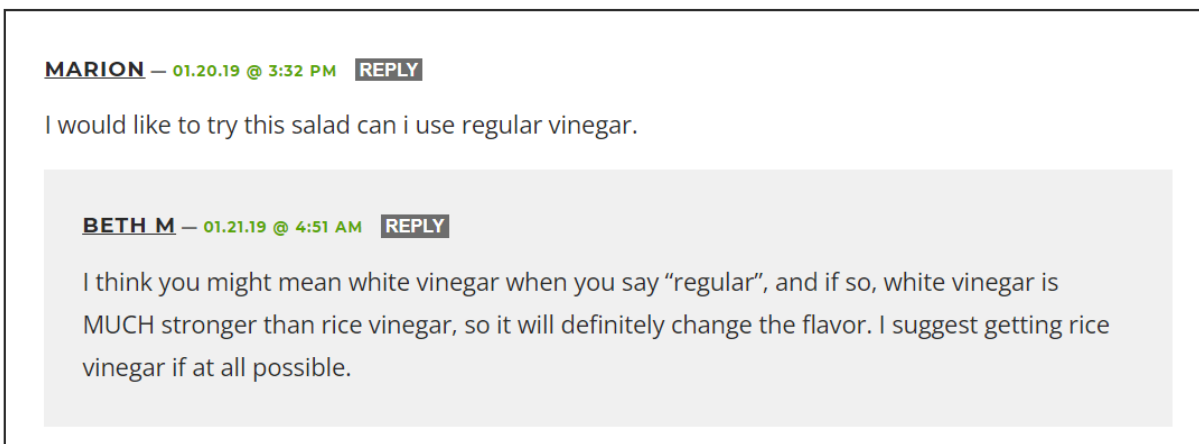 MARION — 01.20.19 @ 3:32 PM REPLY
I would like to try this salad can i use regular vinegar.
BETH M — 01.21.19 @ 4:51 AM REPLY
I think you might mean white vinegar when you say “regular”, and if so, white vinegar is
MUCH stronger than rice vinegar, so it will definitely change the flavor. I suggest getting rice
vinegar if at all possible.